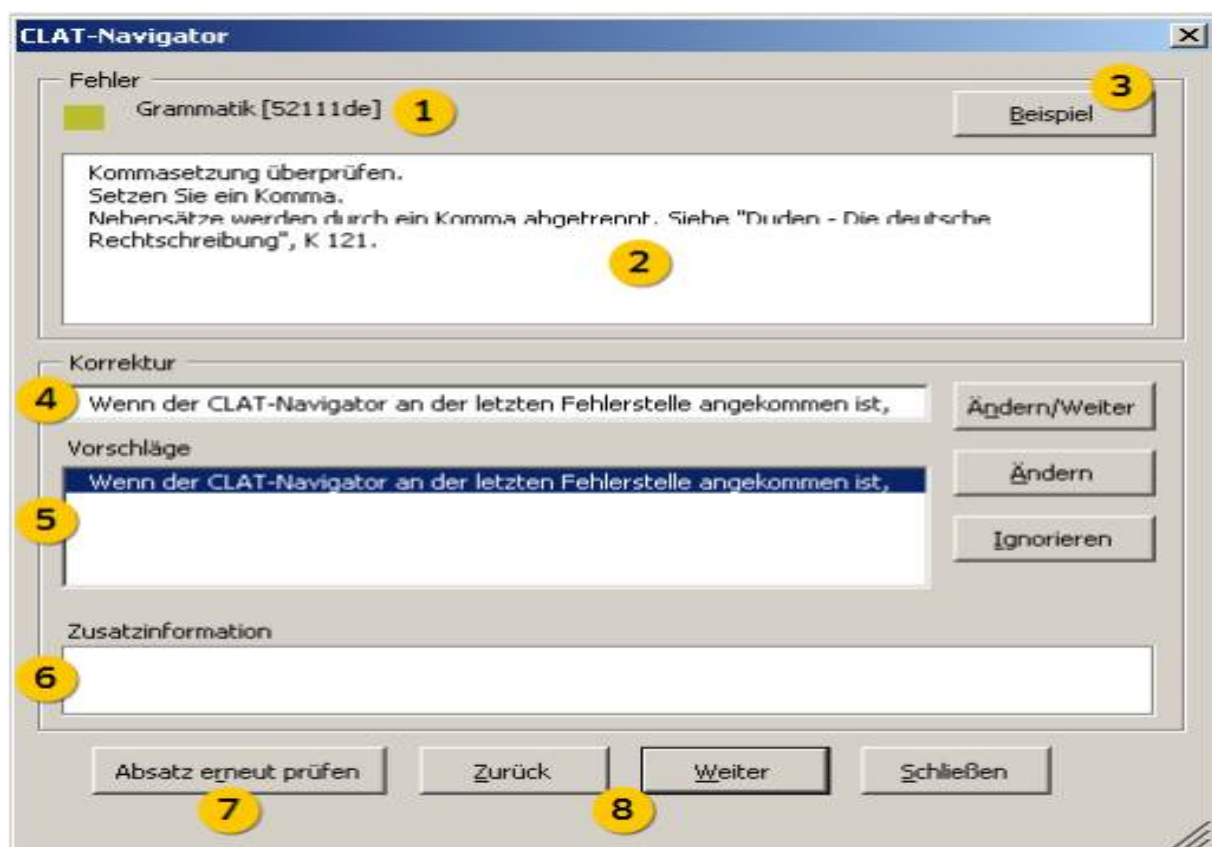 CLAT-Navigator
Fehler
Grammatik [52111de]
1
3
Beispiel
Kommasetzung überprüfen.
Setzen Sie ein Komma.
Nebensätze werden durch ein Komma abgetrennt. Siehe "Duden - Die deutsche
Rechtschreibung", K 121.
2
Korrektur
4
Wenn der CLAT-Navigator an der letzten Fehlerstelle angekommen ist,
Ändern/Weiter
Vorschläge
Wenn der CLAT-Navigator an der letzten Fehlerstelle angekommen ist,
Ändern
5
Ignorieren
Zusatzinformation
6
Absatz erneut prüfen
Zurück
Weiter
Schließen
7
8